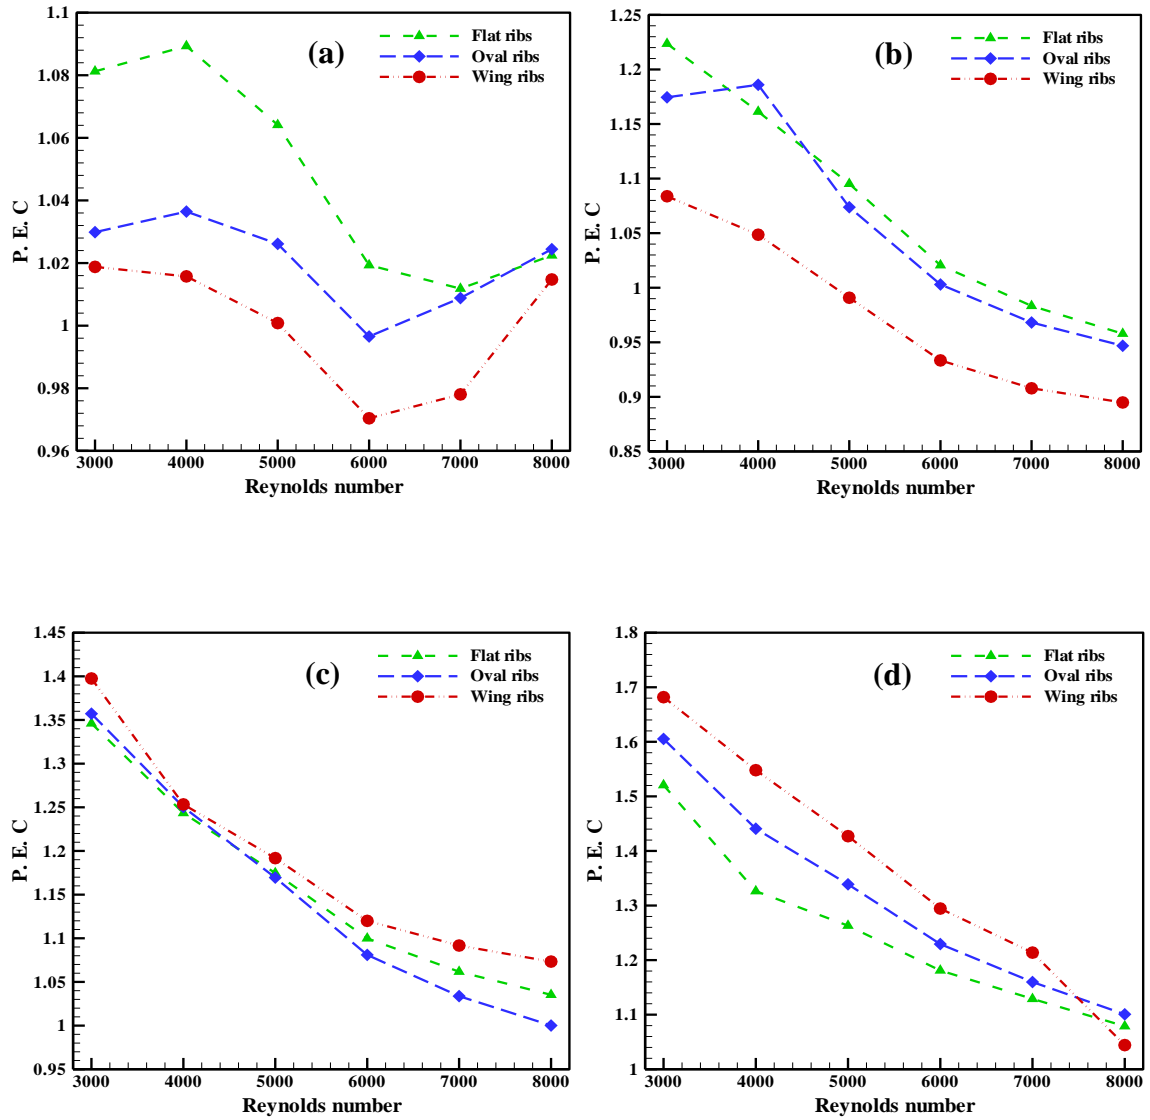 (a)
Flat ribs
Oval ribs
Wing ribs
P. E. C
1.1
1.08
1.06
1.04
1.02
1
0.98
0.96
3000 4000 5000 6000 7000 8000
Reynolds number
(b)
Flat ribs
Oval ribs
Wing ribs
P. E. C
1.25
1.2
1.15
1.1
1.05
1
0.95
0.9
0.85
3000 4000 5000 6000 7000 8000
Reynolds number
(c)
Flat ribs
Oval ribs
Wing ribs
P. E. C
1.45
1.4
1.35
1.3
1.25
1.2
1.15
1.1
1.05
1
0.95
3000 4000 5000 6000 7000 8000
Reynolds number
(d)
Flat ribs
Oval ribs
Wing ribs
P. E. C
1.8
1.7
1.6
1.5
1.4
1.3
1.2
1.1
1
3000 4000 5000 6000 7000 8000
Reynolds number